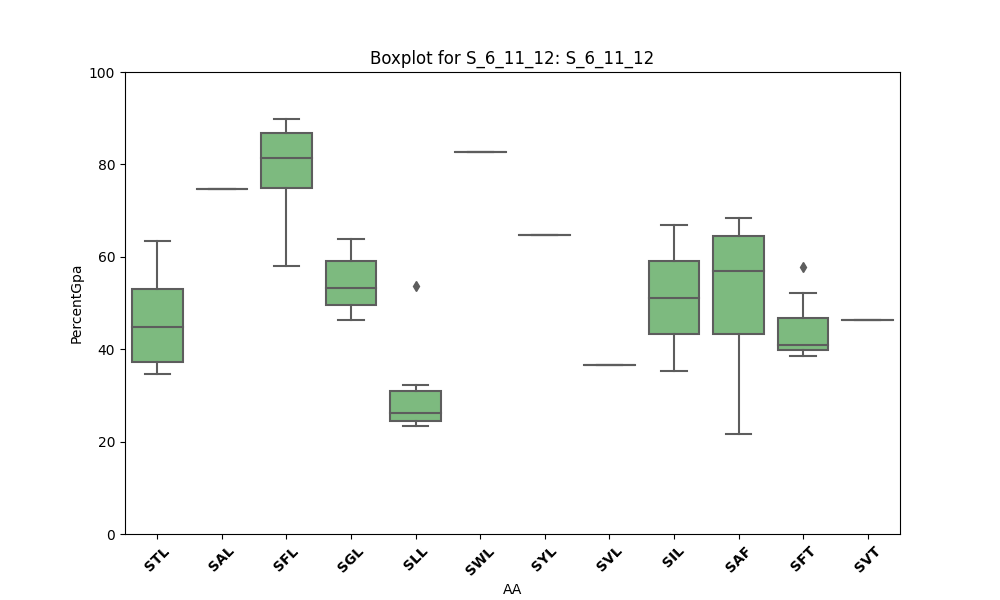 Boxplot for S_6_11_12: S_6_11_12
100
80
60
40
20
0
PercentGpa
STL SAL SFL SGL SLL SWL SYL SVL SIL SAF SFT SVT
AA